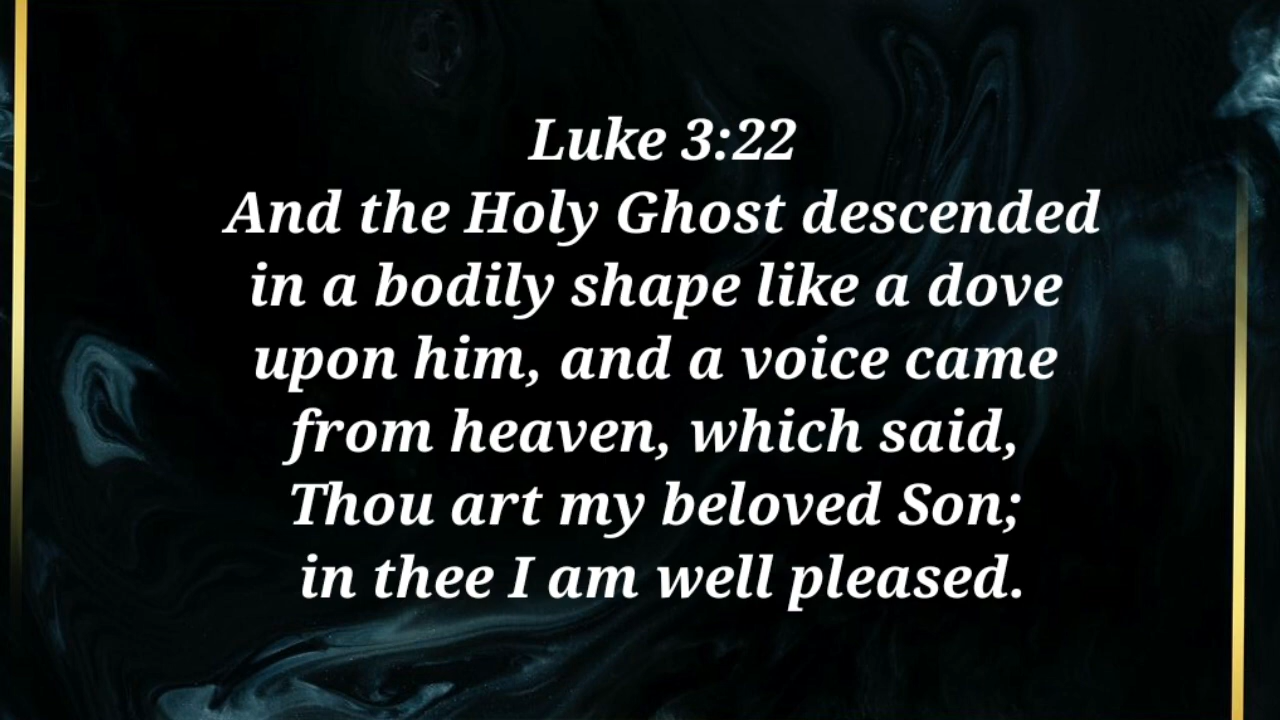 Luke 3:22
And the Holy Ghost descended
in a bodily shape like a dove
upon him, and a voice came
from heaven, which said,
Thou art my beloved Son;
in thee I am well pleased.